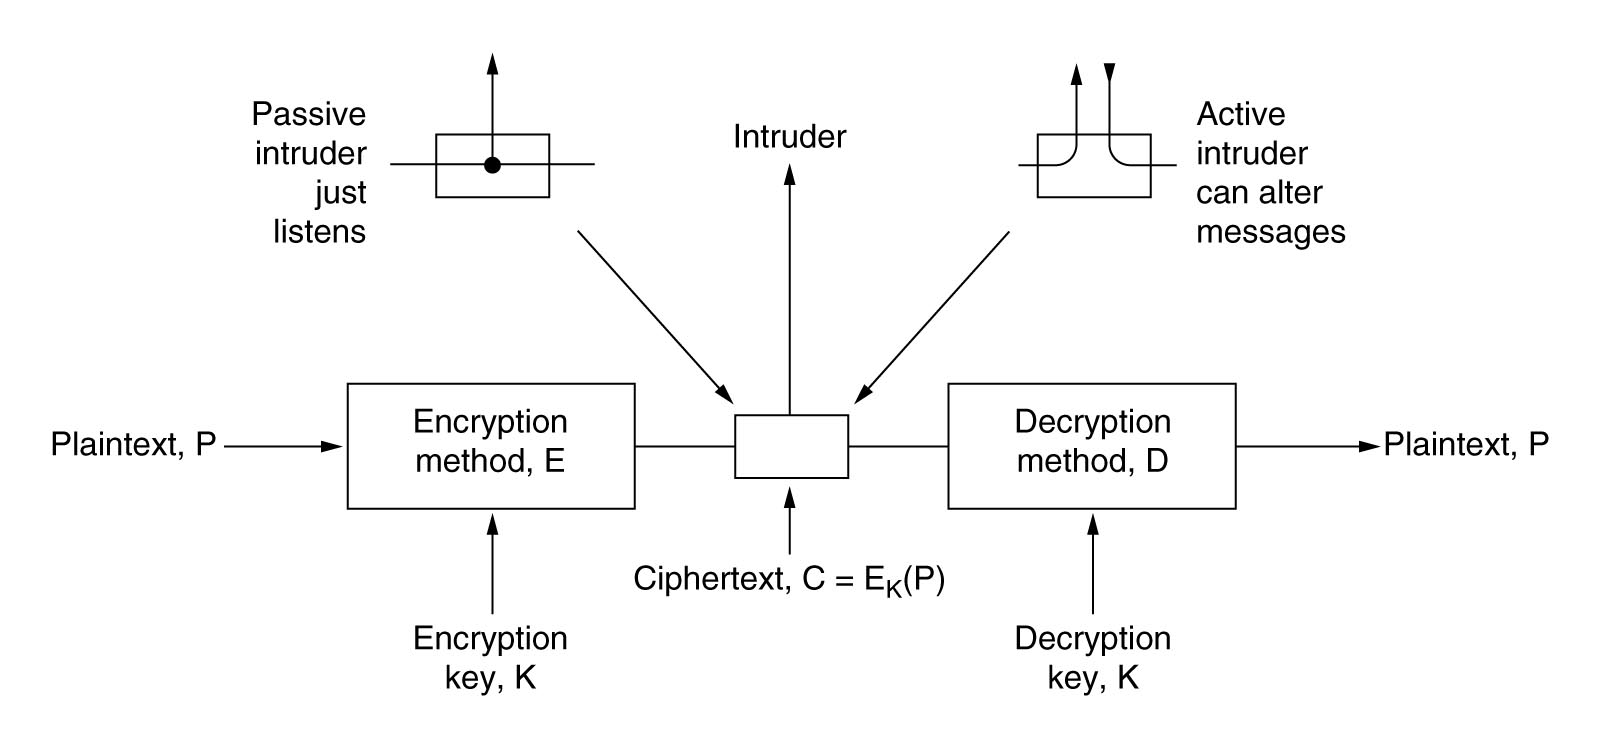 Passive
intruder
just
listens
Intruder
Active
intruder
can alter
messages
Plaintext, P
Encryption
method, E
Decryption
method, D
Plaintext, P
Ciphertext, C = E_K(P)
Encryption
key, K
Decryption
key, K